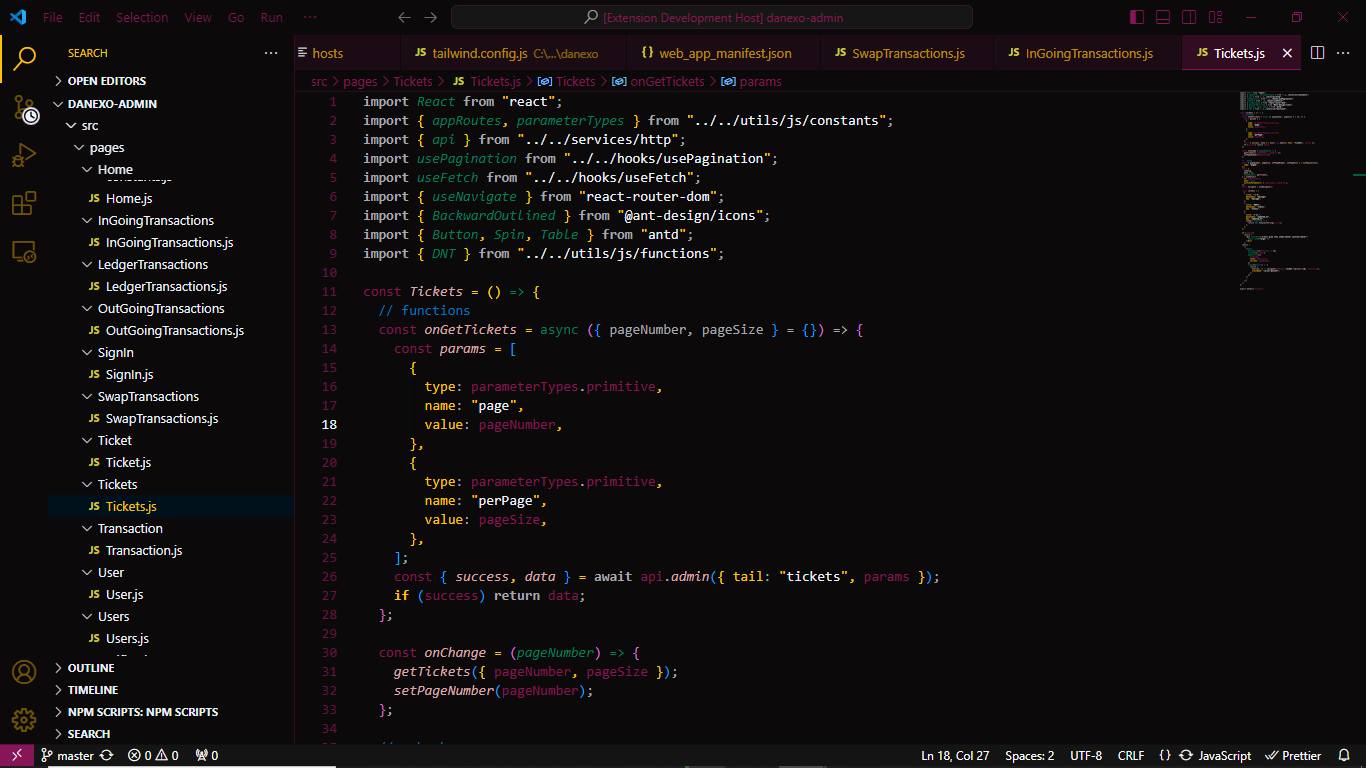 File Edit Selection View Go Run ··· [Extension Development Host] danexo-admin
SEARCH ···
OPEN EDITORS
DANEXO-ADMIN
src
pages
Home
Home.js
InGoingTransactions
JS InGoingTransactions.js
LedgerTransactions
JS LedgerTransactions.js
OutGoingTransactions
JS OutGoingTransactions.js
SignIn
JS SignIn.js
SwapTransactions
JS SwapTransactions.js
Ticket
JS Ticket.js
Tickets
JS Tickets.js
Transaction
JS Transaction.js
User
JS User.js
Users
JS Users.js
OUTLINE
TIMELINE
NPM SCRIPTS: NPM SCRIPTS
SEARCH
hosts JS tailwind.config.js C:\...\danexo {} web_app_manifest.json JS SwapTransactions.js JS InGoingTransactions.js JS Tickets.js
src > pages > Tickets > JS Tickets.js > Tickets > onGetTickets > params
1 import React from "react";
2 import { appRoutes, parameterTypes } from "../../utils/js/constants";
3 import { api } from "../../services/http";
4 import usePagination from "../../hooks/usePagination";
5 import useFetch from "../../hooks/useFetch";
6 import { useNavigate } from "react-router-dom";
7 import { BackwardOutlined } from "@ant-design/icons";
8 import { Button, Spin, Table } from "antd";
9 import { DNT } from "../../utils/js/functions";
10
11 const Tickets = () => {
12 // functions
13 const onGetTickets = async ({ pageNumber, pageSize } = {}) => {
14 const params = [
15 {
16 type: parameterTypes.primitive,
17 name: "page",
18 value: pageNumber,
19 },
20 {
21 type: parameterTypes.primitive,
22 name: "perPage",
23 value: pageSize,
24 },
25 ];
26 const { success, data } = await api.admin({ tail: "tickets", params });
27 if (success) return data;
28 };
29
30 const onChange = (pageNumber) => {
31 getTickets({ pageNumber, pageSize });
32 setPageNumber(pageNumber);
33 };
34
master 0 0 0 Ln 18, Col 27 Spaces: 2 UTF-8 CRLF {} JavaScript Prettier